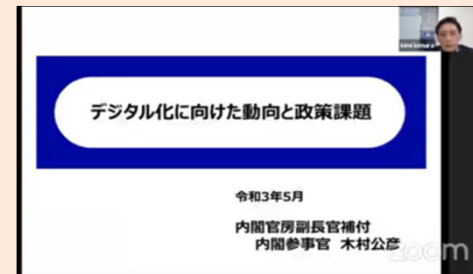 デジタル化に向けた動向と政策課題
令和3年5月
内閣官房副長官補付
内閣参事官 木村公彦
zoom